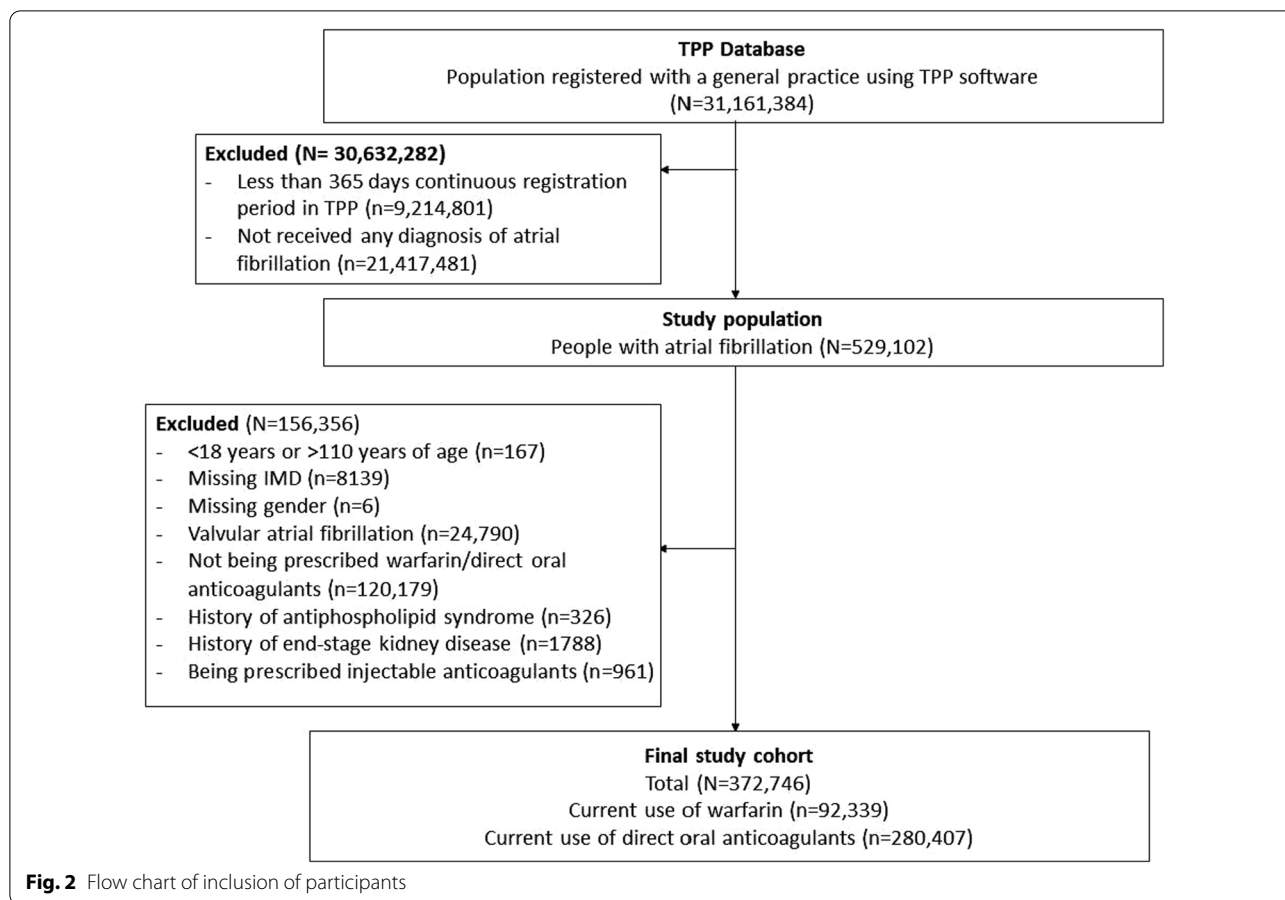 TPP Database
Population registered with a general practice using TPP software
(N=31,161,384)
Excluded (N= 30,632,282)
- Less than 365 days continuous registration
period in TPP (n=9,214,801)
- Not received any diagnosis of atrial
fibrillation (n=21,417,481)
Study population
People with atrial fibrillation (N=529,102)
Excluded (N=156,356)
- <18 years or >110 years of age (n=167)
- Missing IMD (n=8139)
- Missing gender (n=6)
- Valvular atrial fibrillation (n=24,790)
- Not being prescribed warfarin/direct oral
anticoagulants (n=120,179)
- History of antiphospholipid syndrome (n=326)
- History of end-stage kidney disease (n=1788)
- Being prescribed injectable anticoagulants (n=961)
Final study cohort
Total (N=372,746)
Current use of warfarin (n=92,339)
Current use of direct oral anticoagulants (n=280,407)
Fig. 2 Flow chart of inclusion of participants